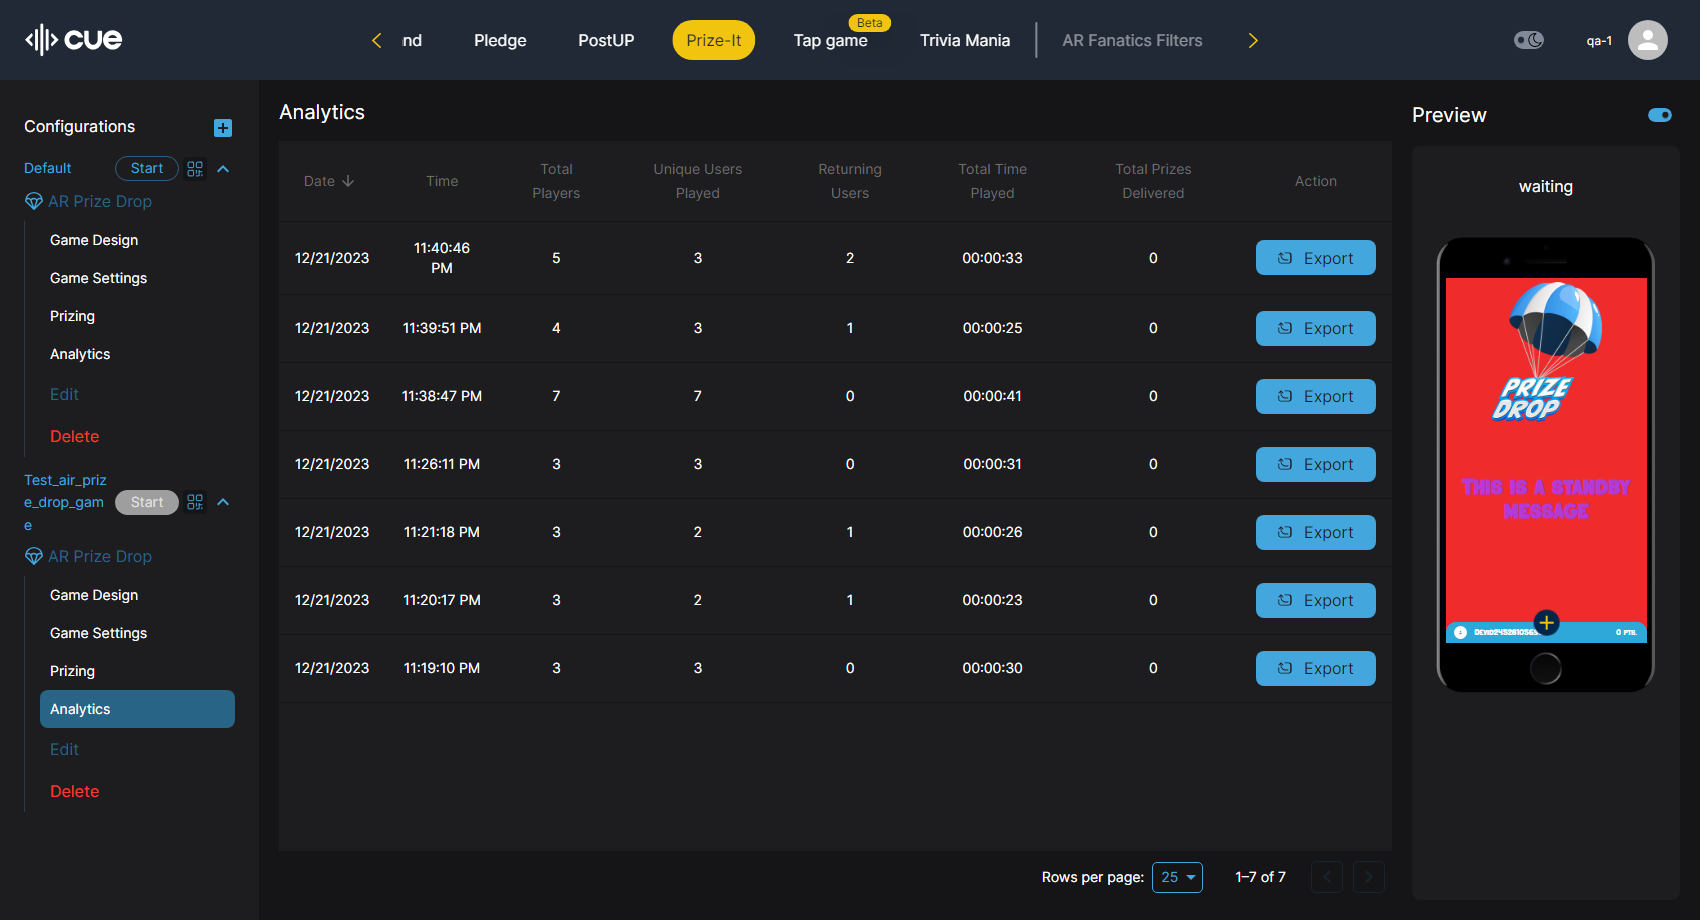 cue
nd
Pledge
PostUP
Prize-It
Beta
Tap game
Trivia Mania
AR Fanatics Filters
qa-1
Configurations
Default
Start
AR Prize Drop
Game Design
Game Settings
Prizing
Analytics
Edit
Delete
Test_air_priz
e_drop_gam
e
Start
AR Prize Drop
Game Design
Game Settings
Prizing
Analytics
Edit
Delete
Analytics
Date Time Total Players Unique Users Played Returning Users Total Time Played Total Prizes Delivered Action
12/21/2023 11:40:46 PM 5 3 2 00:00:33 0 Export
12/21/2023 11:39:51 PM 4 3 1 00:00:25 0 Export
12/21/2023 11:38:47 PM 7 7 0 00:00:41 0 Export
12/21/2023 11:26:11 PM 3 3 0 00:00:31 0 Export
12/21/2023 11:21:18 PM 3 2 1 00:00:26 0 Export
12/21/2023 11:20:17 PM 3 2 1 00:00:23 0 Export
12/21/2023 11:19:10 PM 3 3 0 00:00:30 0 Export
Rows per page: 25 1–7 of 7
Preview
waiting
PRIZE
DROP
THIS IS A STANDBY
MESSAGE
0 PTS.